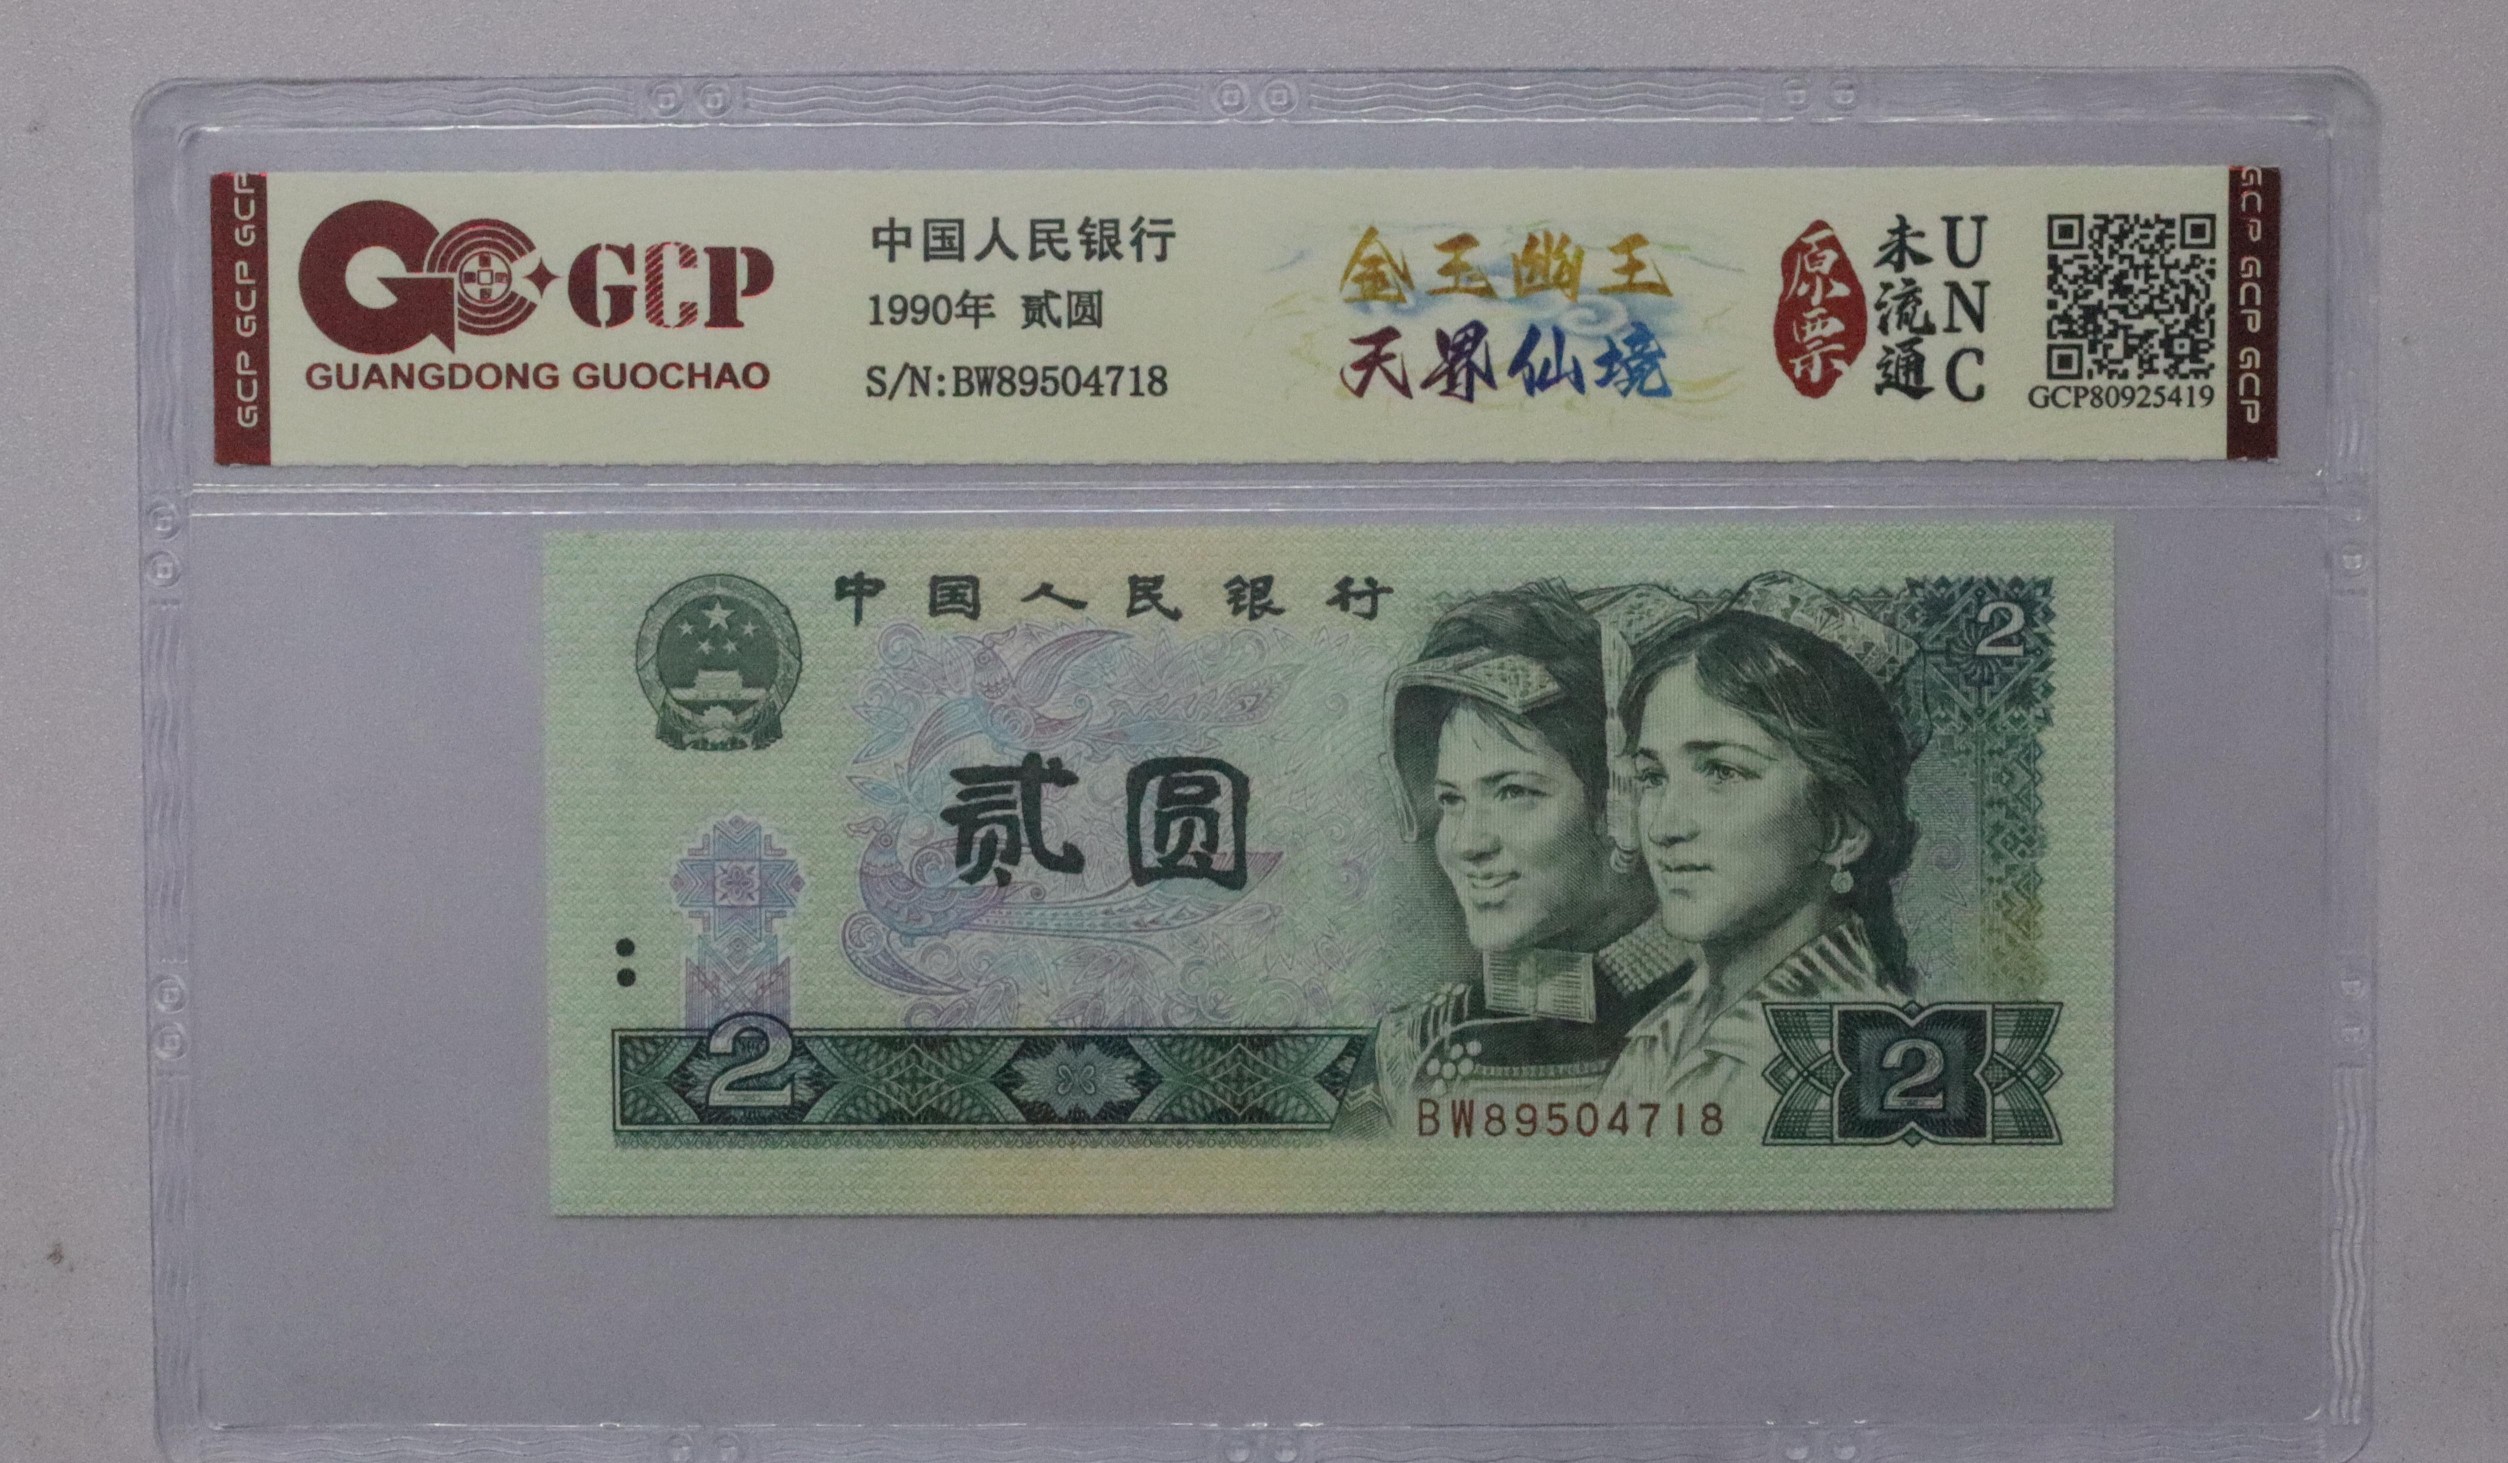 GCP GCP GCP
GCP
GUANGDONG GUOCHAO
中国人民银行
1990年 贰圆
S/N:BW89504718
金玉幽王
天界仙境
原票
未流通
UNC
GCP80925419
GCP GCP GCP
中国人民银行
2
贰圆
2
BW89504718
2